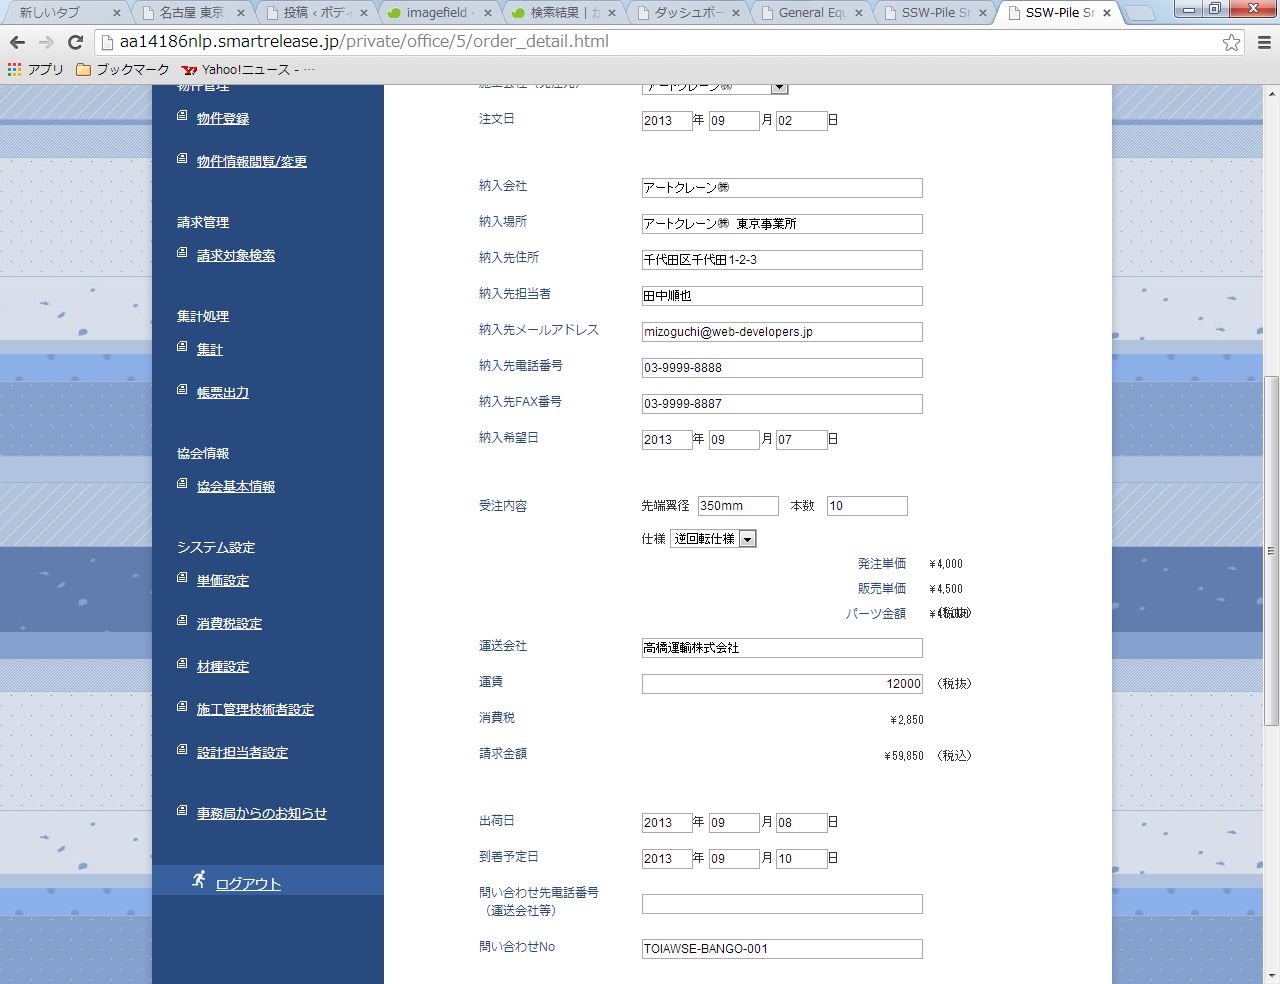 新しいタブ
名古屋 東京
投稿 ‹ ボディ
imagefield ·
検索結果 | カ
ダッシュボー
General Equ
SSW-Pile Sr
SSW-Pile Sr
aa14186nlp.smartrelease.jp/private/office/5/order_detail.html
アプリ ブックマーク Yahoo!ニュース - …
物件管理
物件登録
物件情報閲覧/変更
請求管理
請求対象検索
集計処理
集計
帳票出力
協会情報
協会基本情報
システム設定
単価設定
消費税設定
材種設定
施工管理技術者設定
設計担当者設定
事務局からのお知らせ
ログアウト
施工会社（発注元） アートクレーン㈱
注文日 2013 年 09 月 02 日
納入会社 アートクレーン㈱
納入場所 アートクレーン㈱ 東京事業所
納入先住所 千代田区千代田1-2-3
納入先担当者 田中順也
納入先メールアドレス mizoguchi@web-developers.jp
納入先電話番号 03-9999-8888
納入先FAX番号 03-9999-8887
納入希望日 2013 年 09 月 07 日
受注内容 先端翼径 350mm 本数 10
仕様 逆回転仕様
発注単価 ¥4,000
販売単価 ¥4,500
パーツ金額 (税抜)
運送会社 高橋運輸株式会社
運賃 12000 (税抜)
消費税 ¥2,850
請求金額 ¥59,850 (税込)
出荷日 2013 年 09 月 08 日
到着予定日 2013 年 09 月 10 日
問い合わせ先電話番号
（運送会社等）
問い合わせNo TOIAWSE-BANGO-001